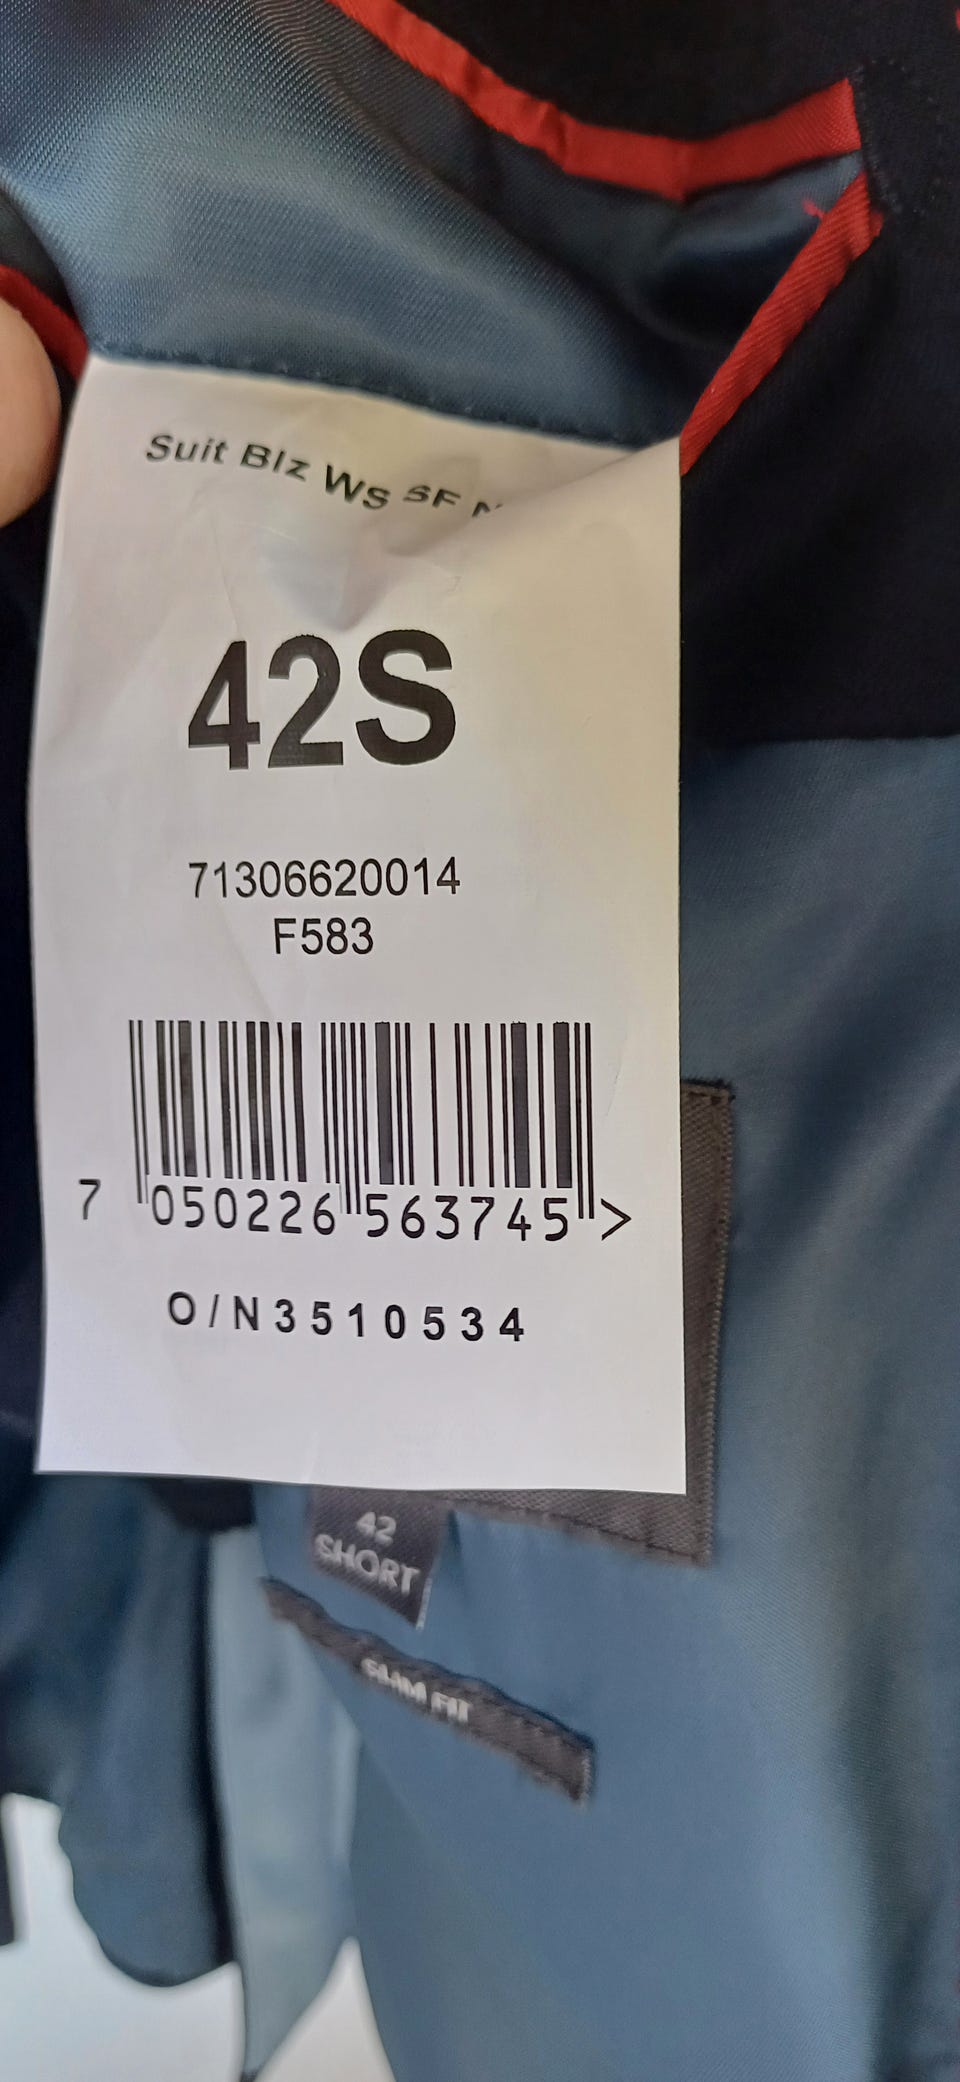 Suit Blz Ws SF
42S
71306620014
F583
7 050226 563745 >
O/N3510534
42
SHORT
SLIM FIT